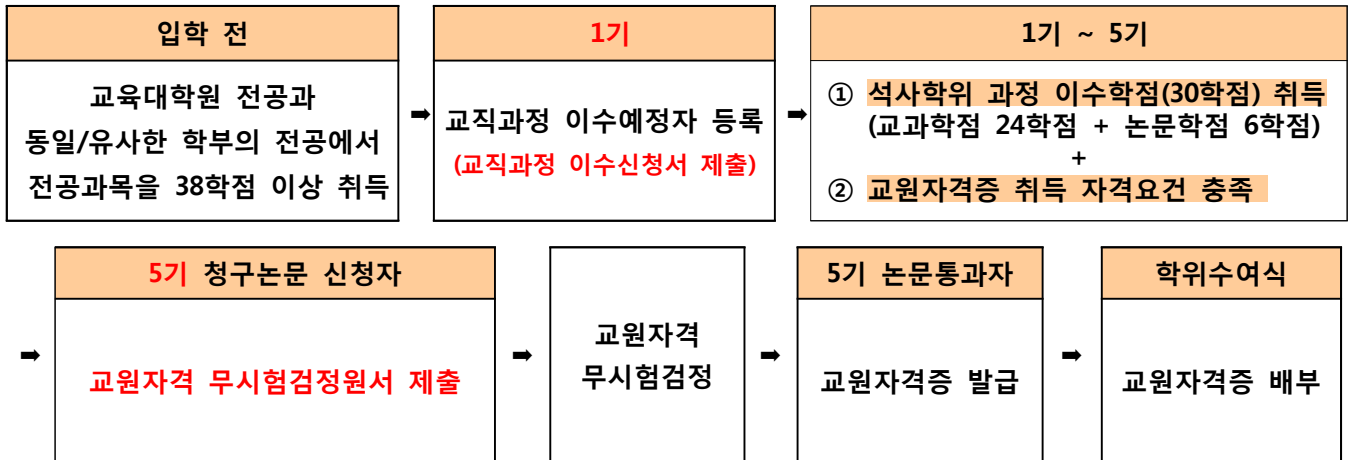 입학 전
교육대학원 전공과
동일/유사한 학부의 전공에서
전공과목을 38학점 이상 취득
➡
1기
교직과정 이수예정자 등록
(교직과정 이수신청서 제출)
➡
1기 ~ 5기
① 석사학위 과정 이수학점(30학점) 취득
(교과학점 24학점 + 논문학점 6학점)
+
② 교원자격증 취득 자격요건 충족
➡
5기 청구논문 신청자
교원자격 무시험검정원서 제출
➡
교원자격
무시험검정
➡
5기 논문통과자
교원자격증 발급
➡
학위수여식
교원자격증 배부